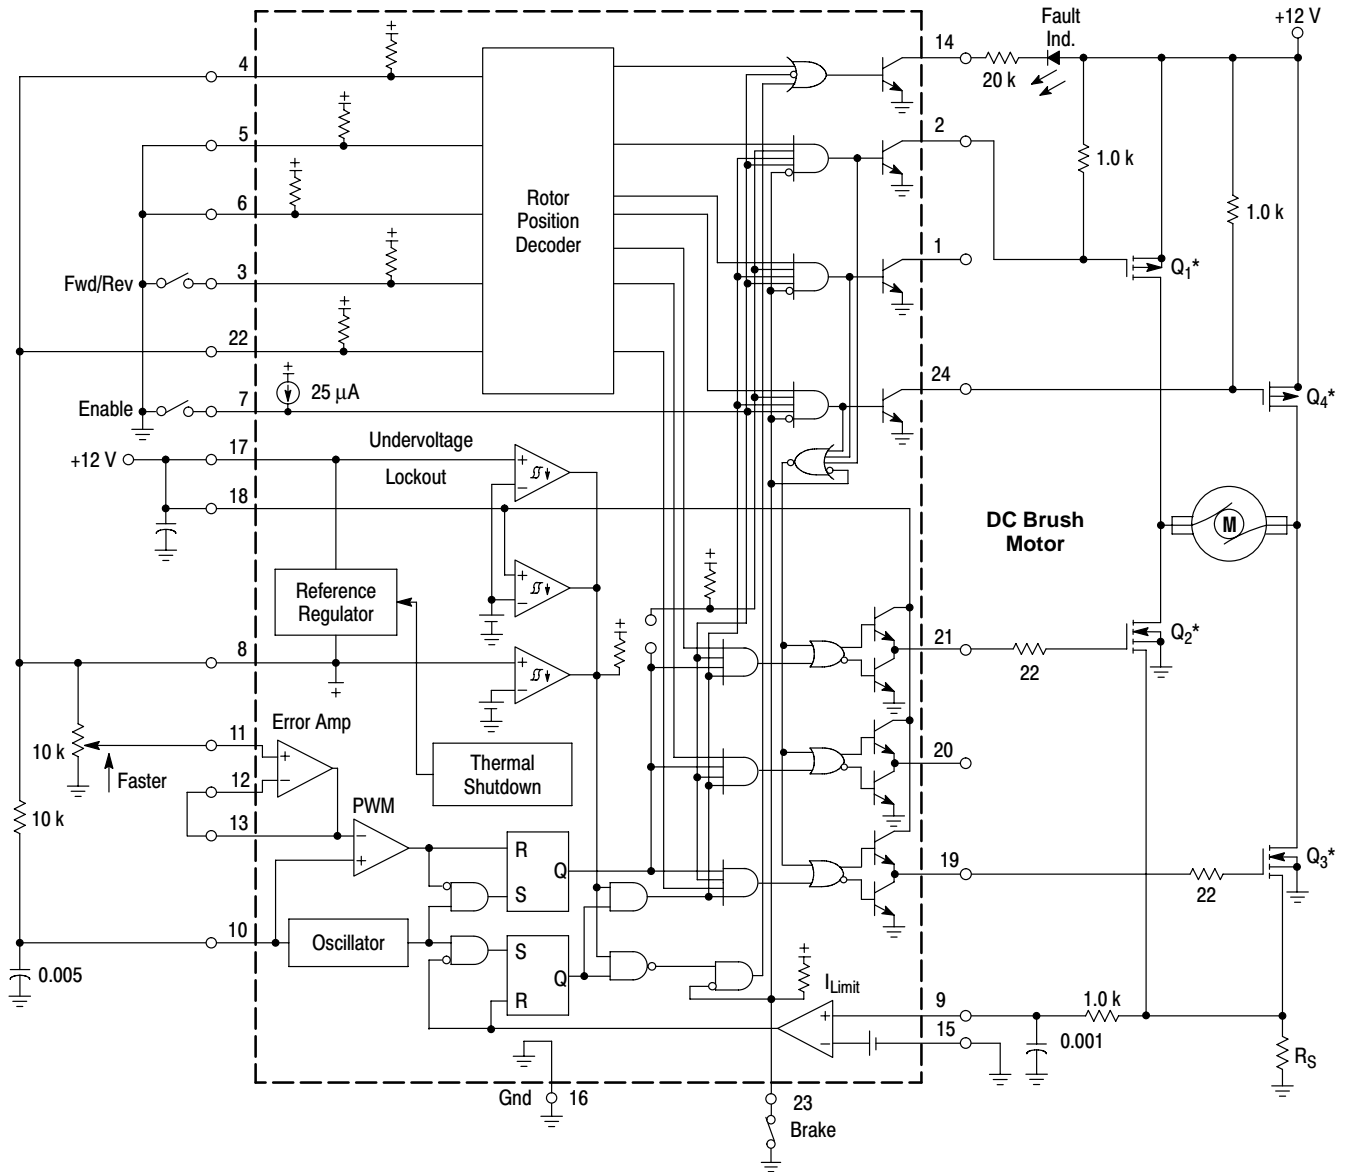 Fault
Ind.
+12 V
4
14
20 k
5
2
1.0 k
1.0 k
6
Rotor
Position
Decoder
Fwd/Rev
3
1
Q1*
22
24
Enable
7
25 µA
Q4*
+12 V
17
Undervoltage
Lockout
18
DC Brush
Motor
M
Reference
Regulator
21
22
Q2*
8
11
Error Amp
10 k
Faster
12
Thermal
Shutdown
20
10 k
13
PWM
R
Q
S
19
22
Q3*
10
Oscillator
S
Q
R
0.005
ILimit
9
1.0 k
15
0.001
RS
Gnd
16
23
Brake